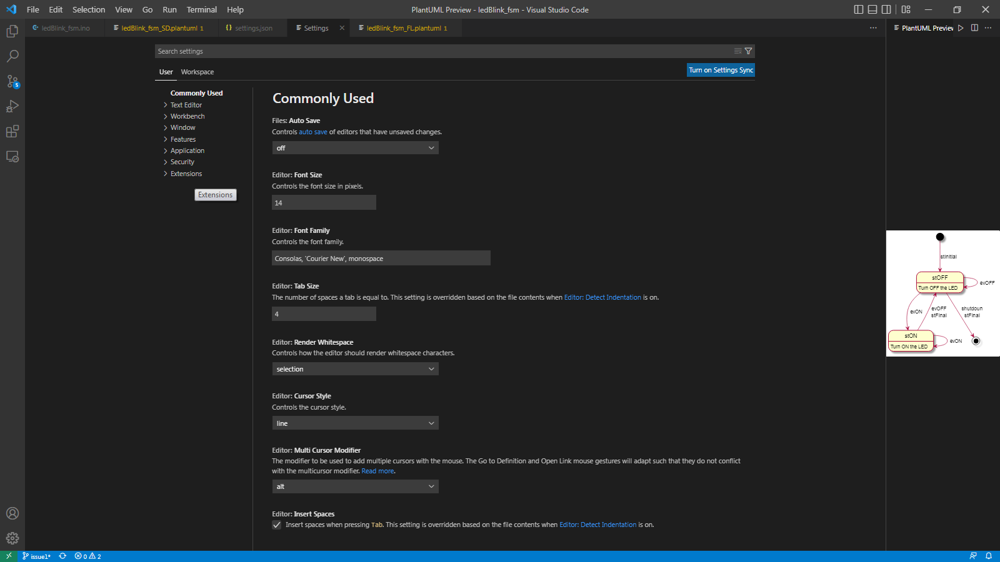 File Edit Selection View Go Run Terminal Help
PlantUML Preview - ledBlink_fsm - Visual Studio Code
ledBlink_fsm.ino
ledBlink_fsm_SD.plantuml 1
settings.json
Settings
ledBlink_fsm_FL.plantuml 1
PlantUML Preview
Search settings
User Workspace
Turn on Settings Sync
Commonly Used
Text Editor
Workbench
Window
Features
Application
Security
Extensions
Extensions
Commonly Used
Files: Auto Save
Controls auto save of editors that have unsaved changes.
off
Editor: Font Size
Controls the font size in pixels.
14
Editor: Font Family
Controls the font family.
Consolas, 'Courier New', monospace
Editor: Tab Size
The number of spaces a tab is equal to. This setting is overridden based on the file contents when Editor: Detect Indentation is on.
4
Editor: Render Whitespace
Controls how the editor should render whitespace characters.
selection
Editor: Cursor Style
Controls the cursor style.
line
Editor: Multi Cursor Modifier
The modifier to be used to add multiple cursors with the mouse. The Go to Definition and Open Link mouse gestures will adapt such that they do not conflict
with the multicursor modifier. Read more.
alt
Editor: Insert Spaces
Insert spaces when pressing Tab. This setting is overridden based on the file contents when Editor: Detect Indentation is on.
stInitial
stOFF
Turn OFF the LED
evOFF
evON
evOFF
stFinal
shutdoun
stFinal
stON
Turn ON the LED
evON
5
issue1*
0
2